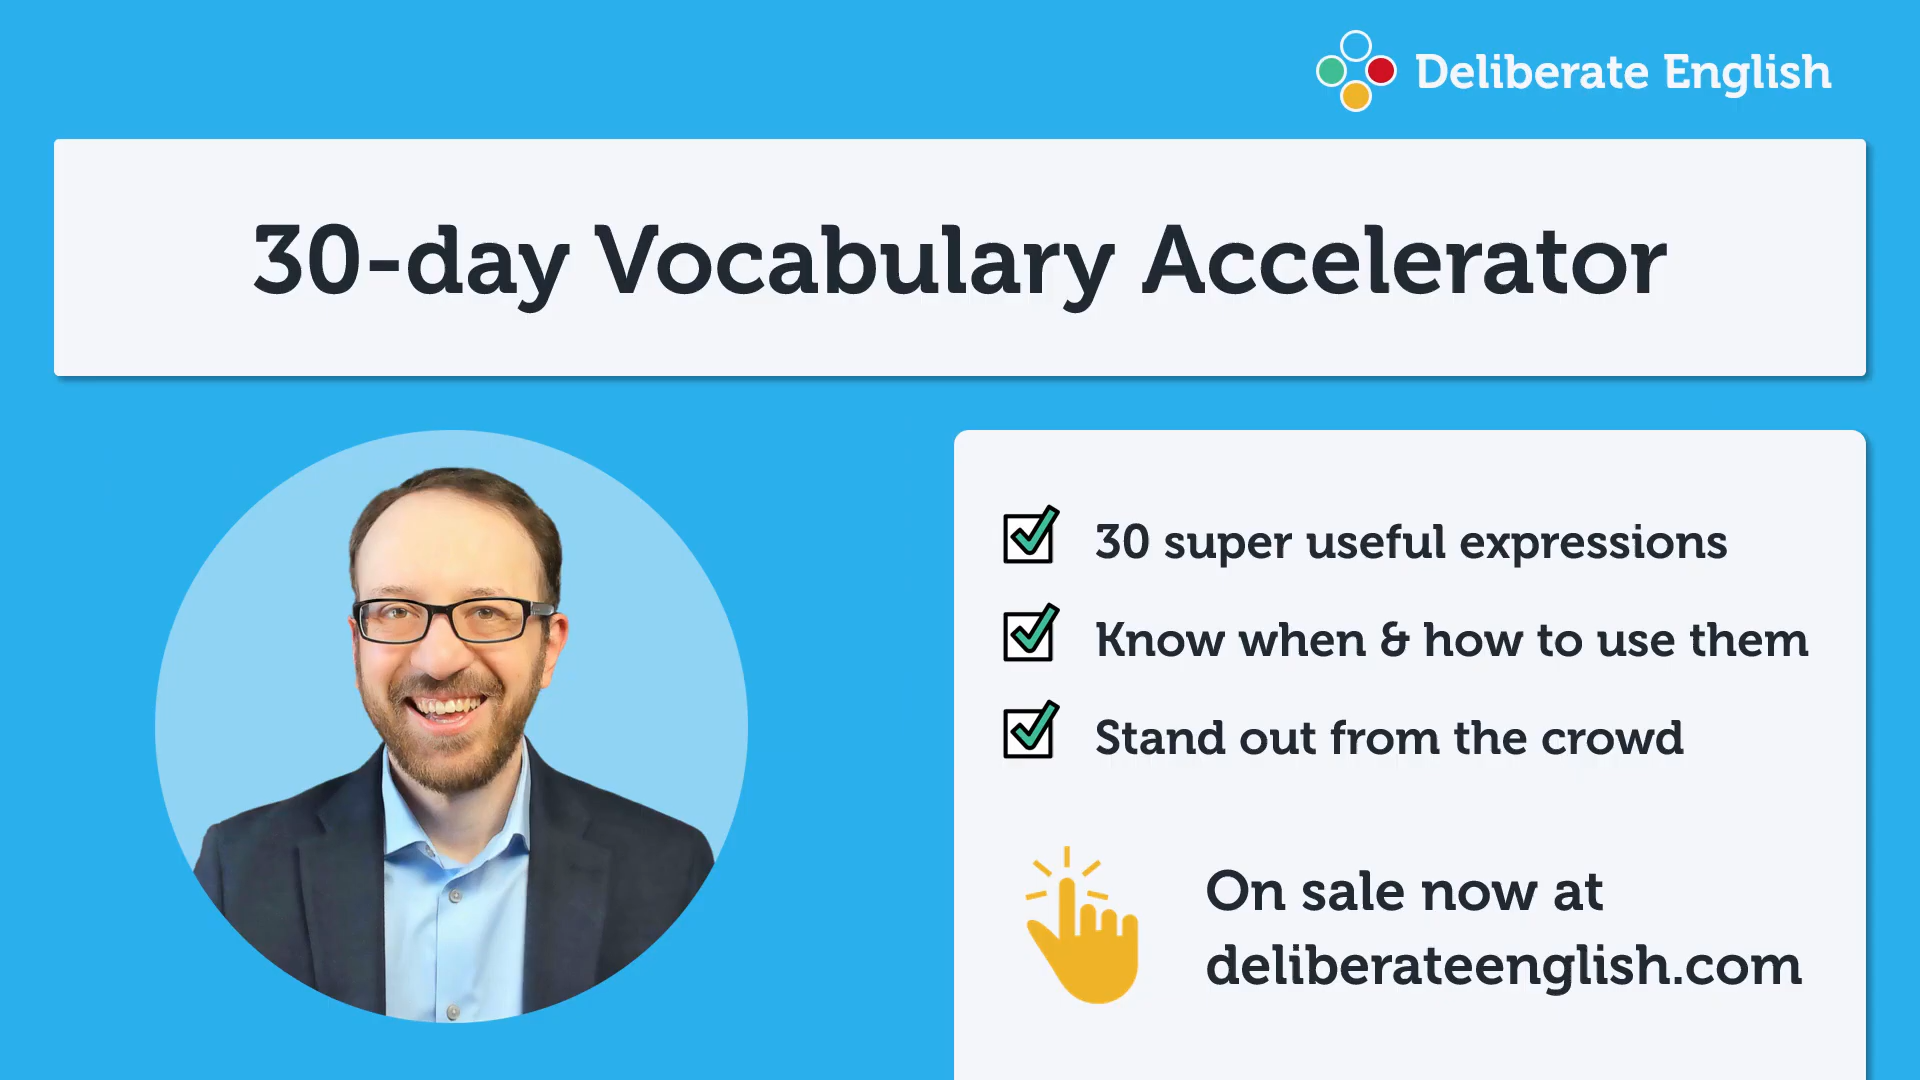 Deliberate English
30-day Vocabulary Accelerator
30 super useful expressions
Know when & how to use them
Stand out from the crowd
On sale now at
deliberateenglish.com